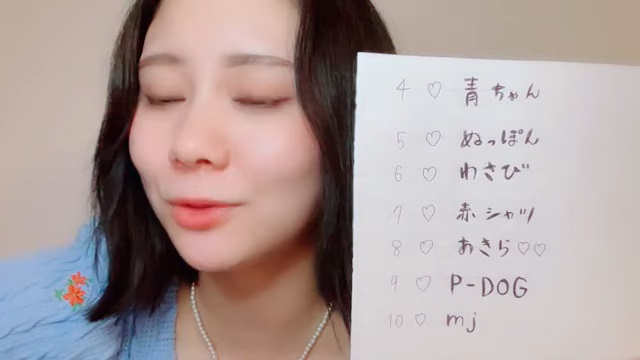 4 ♡ 青ちゃん
5 ♡ ぬっぽん
6 ♡ わさび
7 ♡ 赤シャツ
8 ♡ あきら♡♡
9 ♡ P-DOG
10 ♡ mj